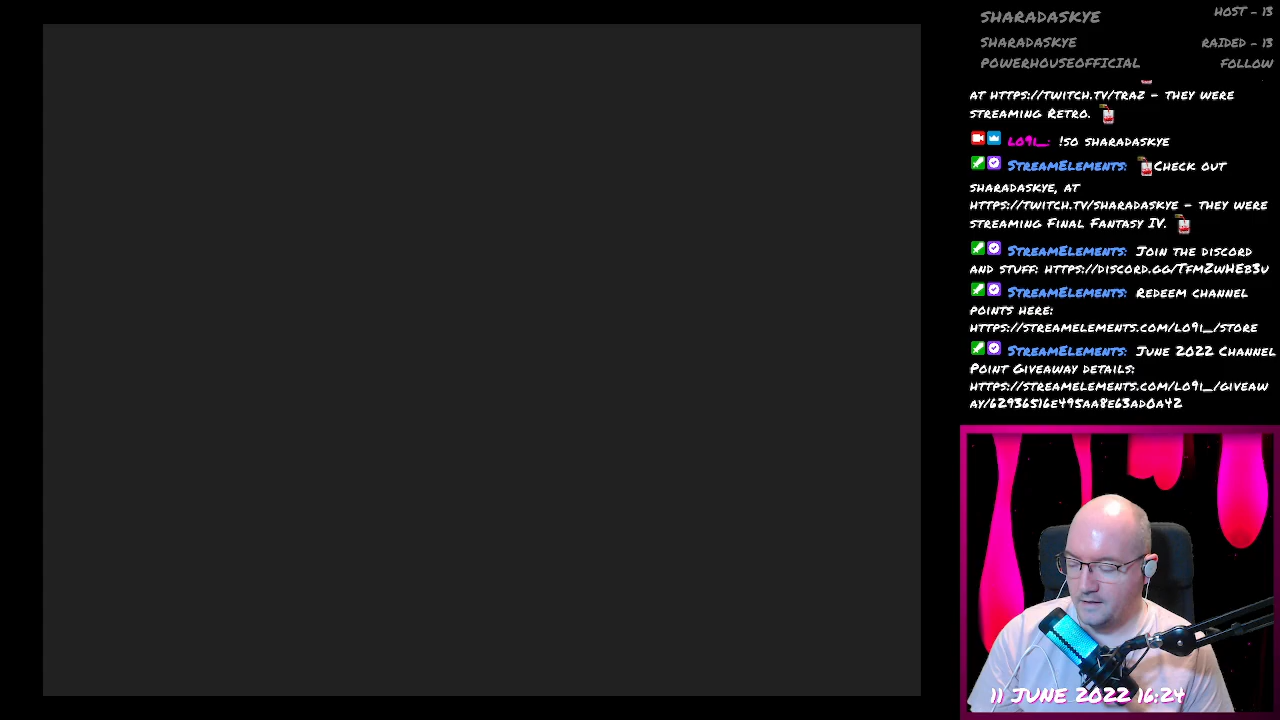 SHARADASKYE HOST - 13
SHARADASKYE RAIDED - 13
POWERHOUSEOFFICIAL FOLLOW
AT HTTPS://TWITCH.TV/TRAZ - THEY WERE
STREAMING RETRO.
LO9I_: !SO SHARADASKYE
STREAMELEMENTS: CHECK OUT
SHARADASKYE, AT
HTTPS://TWITCH.TV/SHARADASKYE - THEY WERE
STREAMING FINAL FANTASY IV.
STREAMELEMENTS: JOIN THE DISCORD
AND STUFF: HTTPS://DISCORD.GG/TFMZWHE83U
STREAMELEMENTS: REDEEM CHANNEL
POINTS HERE:
HTTPS://STREAMELEMENTS.COM/LO9I_/STORE
STREAMELEMENTS: JUNE 2022 CHANNEL
POINT GIVEAWAY DETAILS:
HTTPS://STREAMELEMENTS.COM/LO9I_/GIVEAW
AY/62936516E495AA8E63AD0A42
11 JUNE 2022 16:24